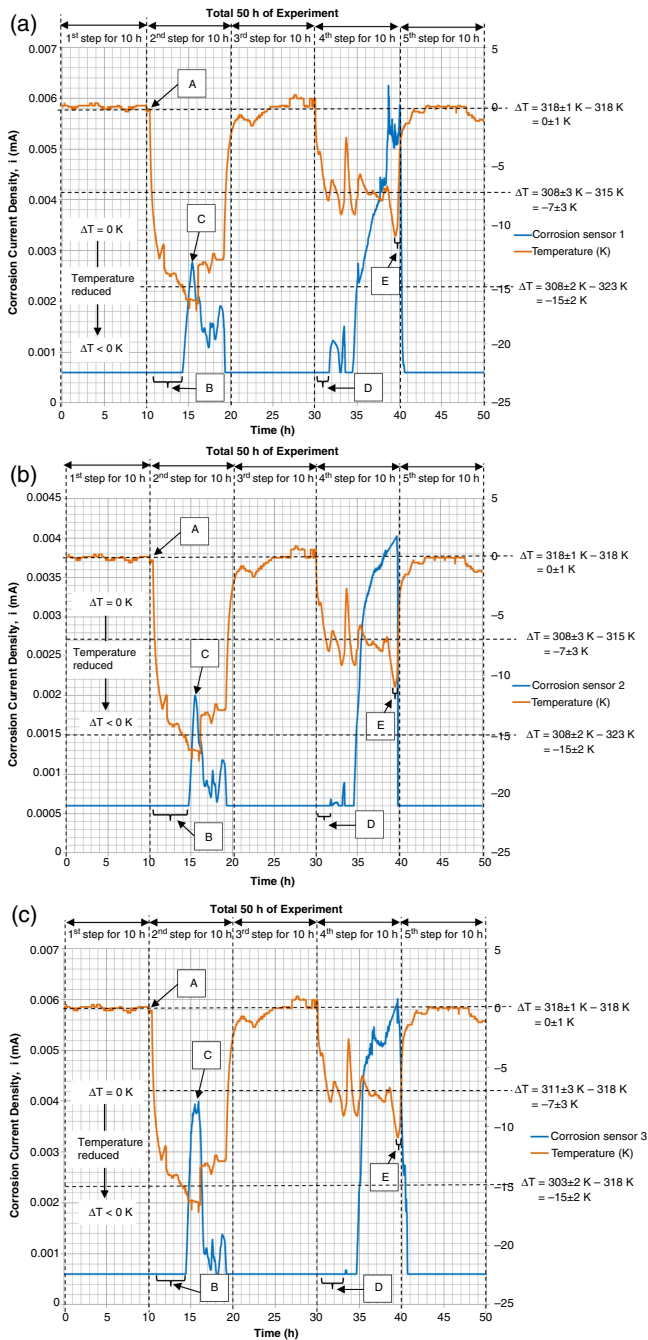 (a)
Total 50 h of Experiment
1st step for 10 h
2nd step for 10 h
3rd step for 10 h
4th step for 10 h
5th step for 10 h
Corrosion Current Density, i (mA)
0.007
0.006
0.005
0.004
0.003
0.002
0.001
0
5
0
−5
−10
−15
−20
−25
A
C
B
D
E
ΔT = 0 K
Temperature
reduced
ΔT < 0 K
ΔT = 318±1 K – 318 K
= 0±1 K
ΔT = 308±3 K – 315 K
= –7±3 K
Corrosion sensor 1
Temperature (K)
ΔT = 308±2 K – 323 K
= –15±2 K
0 5 10 15 20 25 30 35 40 45 50
Time (h)
(b)
Total 50 h of Experiment
1st step for 10 h
2nd step for 10 h
3rd step for 10 h
4th step for 10 h
5th step for 10 h
Corrosion Current Density, i (mA)
0.0045
0.004
0.0035
0.003
0.0025
0.002
0.0015
0.001
0.0005
0
5
0
−5
−10
−15
−20
−25
A
C
B
D
E
ΔT = 0 K
Temperature
reduced
ΔT < 0 K
ΔT = 318±1 K – 318 K
= 0±1 K
ΔT = 308±3 K – 315 K
= –7±3 K
Corrosion sensor 2
Temperature (K)
ΔT = 308±2 K – 323 K
= –15±2 K
0 5 10 15 20 25 30 35 40 45 50
Time (h)
(c)
Total 50 h of Experiment
1st step for 10 h
2nd step for 10 h
3rd step for 10 h
4th step for 10 h
5th step for 10 h
Corrosion Current Density, i (mA)
0.007
0.006
0.005
0.004
0.003
0.002
0.001
0
5
0
−5
−10
−15
−20
−25
A
C
B
D
E
ΔT = 0 K
Temperature
reduced
ΔT < 0 K
ΔT = 318±1 K – 318 K
= 0±1 K
ΔT = 311±3 K – 318 K
= –7±3 K
Corrosion sensor 3
Temperature (K)
ΔT = 303±2 K – 318 K
= –15±2 K
0 5 10 15 20 25 30 35 40 45 50
Time (h)